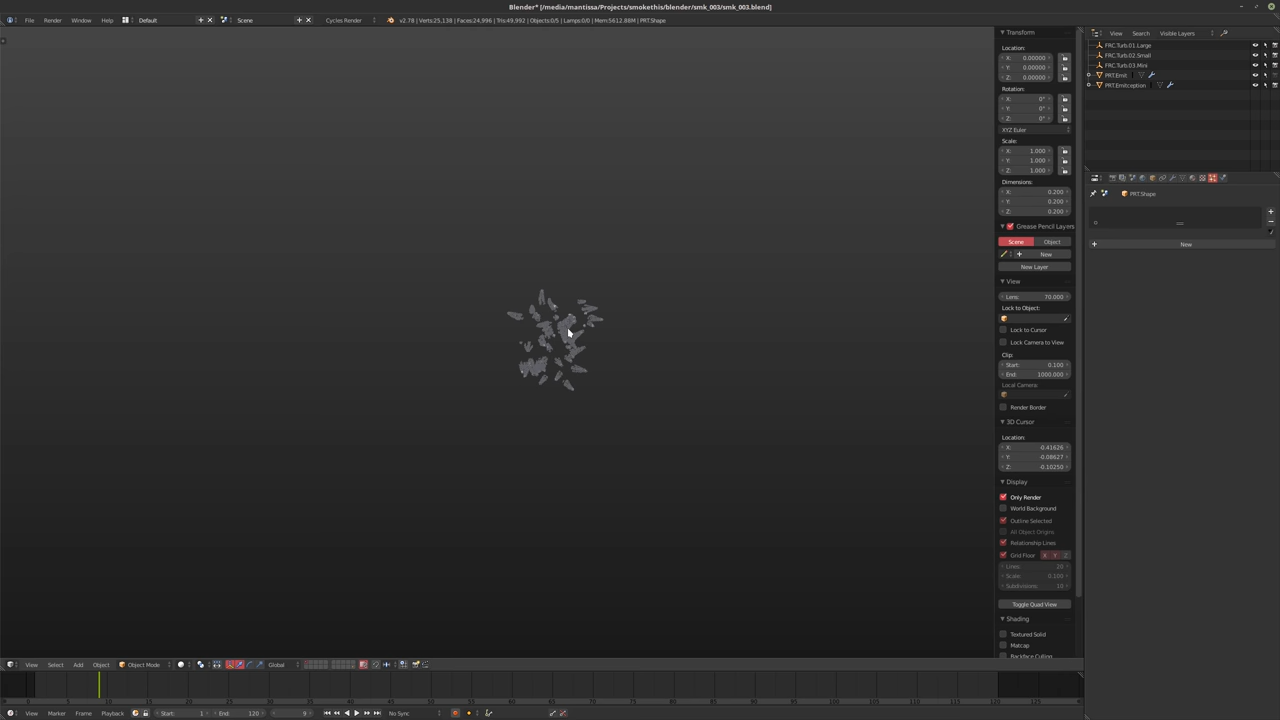 Blender* [/media/mantissa/Projects/smokethis/blender/smk_003/smk_003.blend]
File Render Window Help Default Scene Cycles Render v2.78 | Verts:25,138 | Faces:24,996 | Tris:49,992 | Objects:0/5 | Lamps:0/0 | Mem:5612.88M | PRT.Shape
Transform
Location:
X: 0.00000
Y: 0.00000
Z: 0.00000
Rotation:
X: 0°
Y: 0°
Z: 0°
XYZ Euler
Scale:
X: 1.000
Y: 1.000
Z: 1.000
Dimensions:
X: 0.200
Y: 0.200
Z: 0.200
Grease Pencil Layers
Scene Object
New
New Layer
View
Lens: 70.000
Lock to Object:
Lock to Cursor
Lock Camera to View
Clip:
Start: 0.100
End: 1000.000
Local Camera:
Render Border
3D Cursor
Location:
X: -0.41626
Y: -0.08627
Z: -0.10250
Display
Only Render
World Background
Outline Selected
All Object Origins
Relationship Lines
Grid Floor X Y Z
Lines: 20
Scale: 0.100
Subdivisions: 10
Toggle Quad View
Shading
Textured Solid
Matcap
Backface Culling
View Search Visible Layers
FRC.Turb.01.Large
FRC.Turb.02.Small
FRC.Turb.03.Mini
PRT.Emit
PRT.Emitception
PRT.Shape
New
View Select Add Object Object Mode Global
View Marker Frame Playback Start: 1 End: 120 9 No Sync